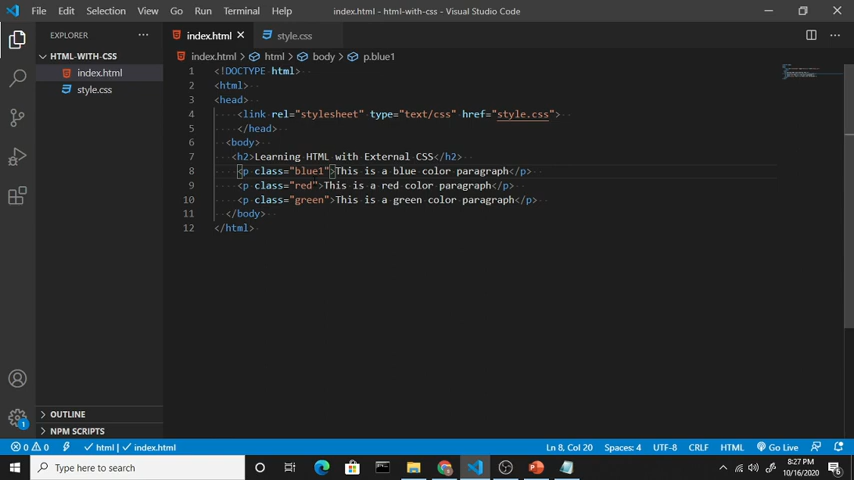 File Edit Selection View Go Run Terminal Help index.html - html-with-css - Visual Studio Code
EXPLORER ··· index.html style.css ···
HTML-WITH-CSS index.html > html > body > p.blue1
index.html
style.css
1 <!DOCTYPE html>
2 <html>
3 <head>
4 <link rel="stylesheet" type="text/css" href="style.css">
5 </head>
6 <body>
7 <h2>Learning HTML with External CSS</h2>
8 <p class="blue1">This is a blue color paragraph</p>
9 <p class="red">This is a red color paragraph</p>
10 <p class="green">This is a green color paragraph</p>
11 </body>
12 </html>
OUTLINE
1
NPM SCRIPTS
0 0 html index.html Ln 8, Col 20 Spaces: 4 UTF-8 CRLF HTML Go Live
Type here to search
8:27 PM
10/16/2020